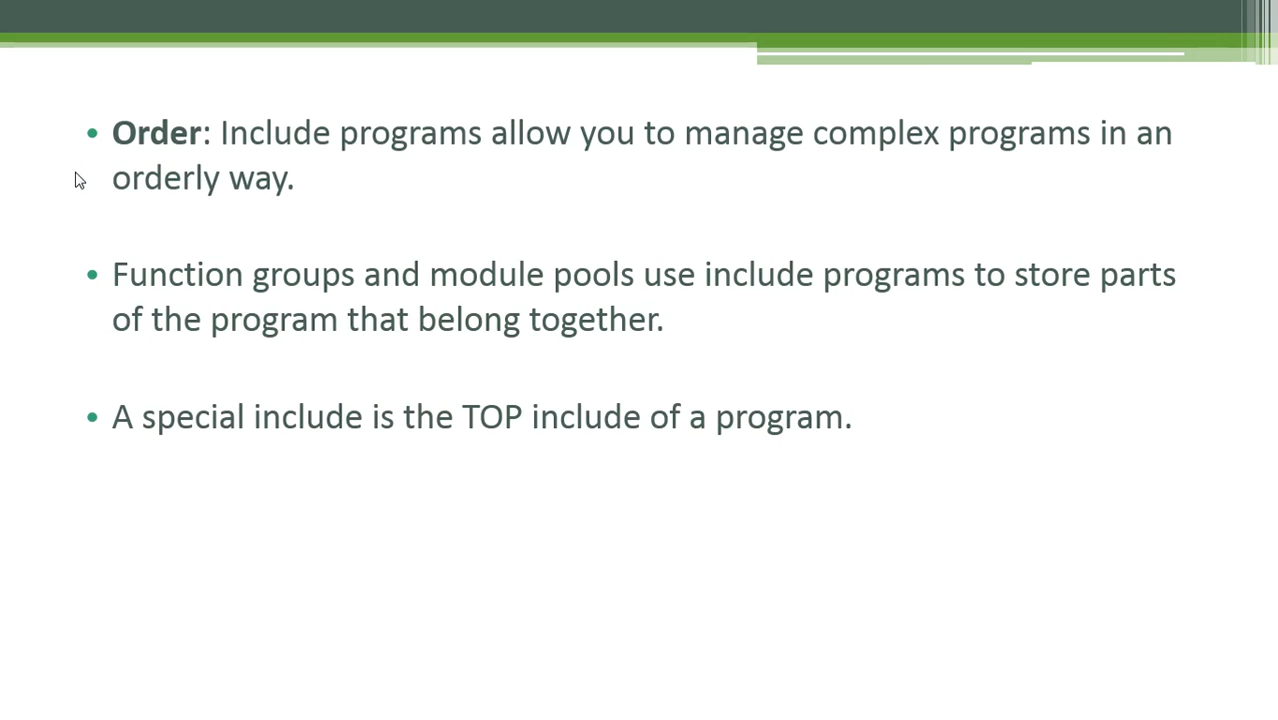 • Order: Include programs allow you to manage complex programs in an
orderly way.
• Function groups and module pools use include programs to store parts
of the program that belong together.
• A special include is the TOP include of a program.